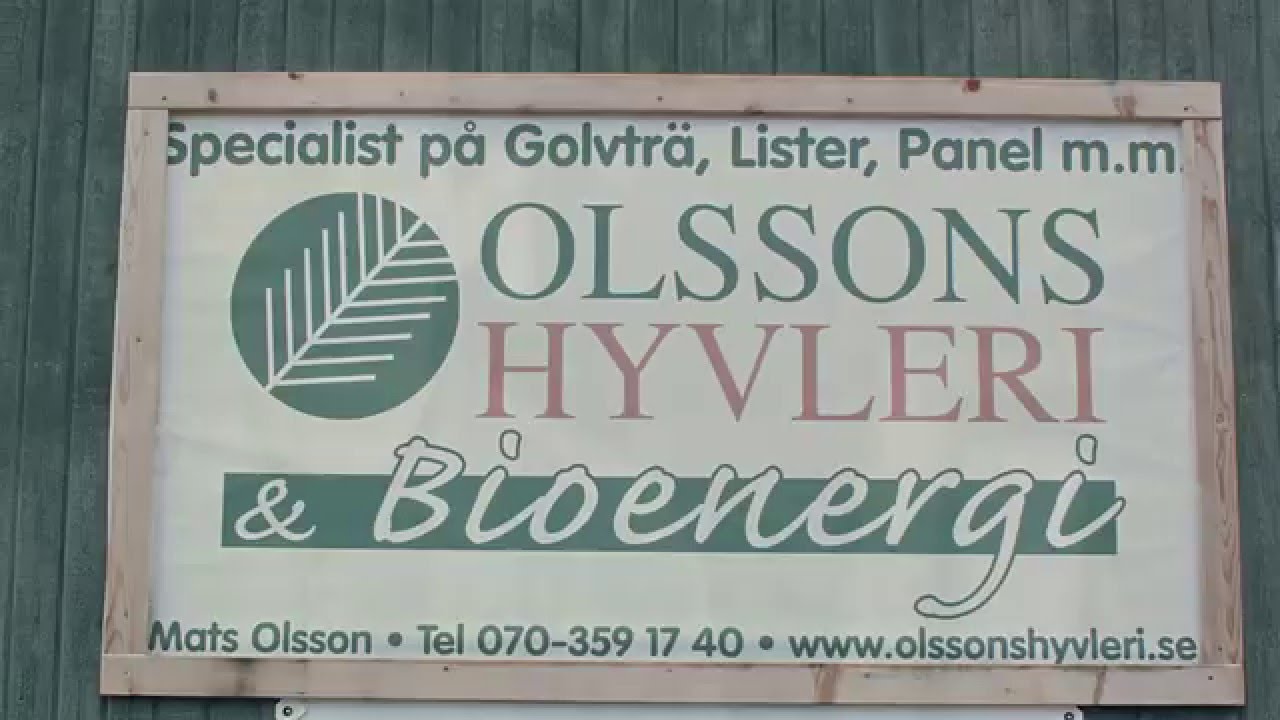 Specialist på Golvträ, Lister, Panel m.m.
OLSSONS
HYVLERI
& Bioenergi
Mats Olsson • Tel 070-359 17 40 • www.olssonshyvleri.se